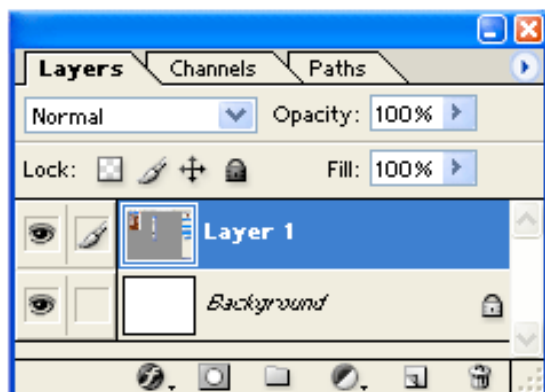 Layers Channels Paths
Normal Opacity: 100%
Lock: Fill: 100%
Layer 1
Background